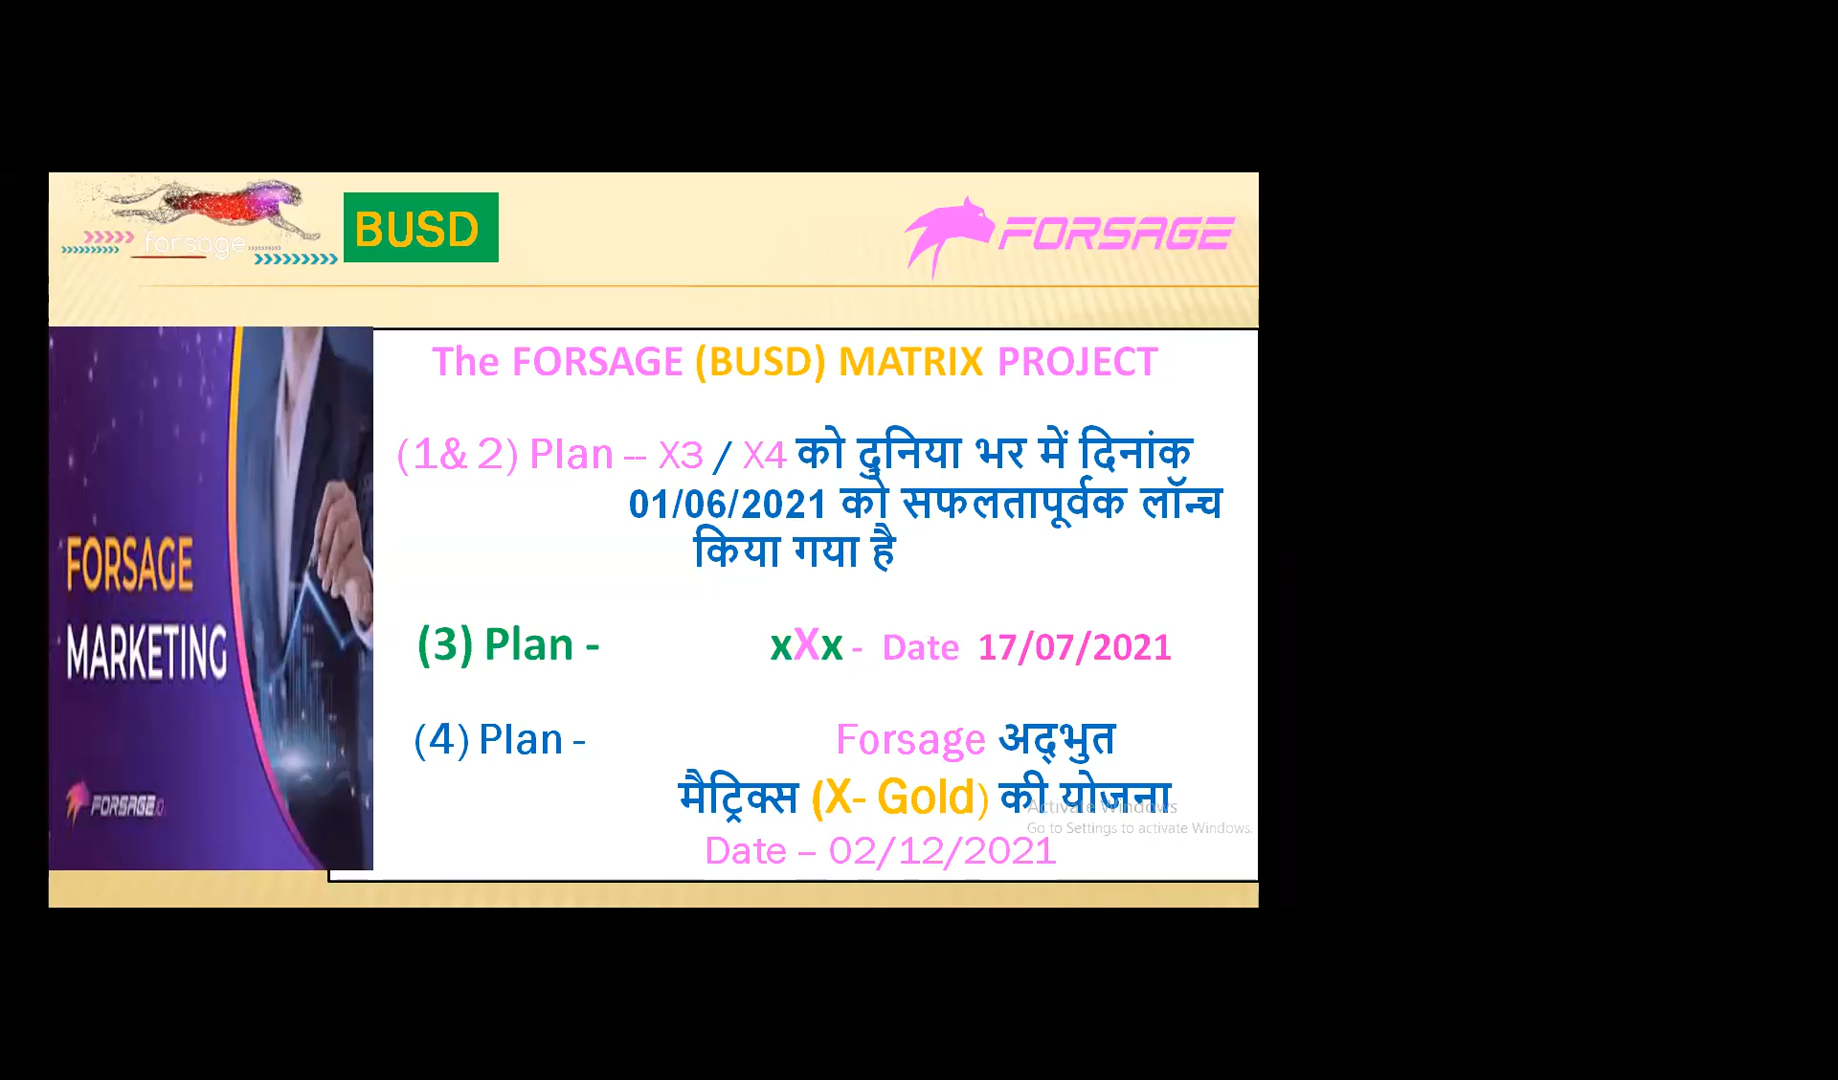 forsage
BUSD
FORSAGE
The FORSAGE (BUSD) MATRIX PROJECT
(1& 2) Plan -- X3 / X4 को दुनिया भर में दिनांक
01/06/2021 को सफलतापूर्वक लॉन्च
किया गया है
(3) Plan - xXx - Date 17/07/2021
(4) Plan - Forsage अद्भुत
मैट्रिक्स (X- Gold) की योजना
Date – 02/12/2021
FORSAGE
MARKETING
FORSAGE.IO
Activate Windows
Go to Settings to activate Windows.